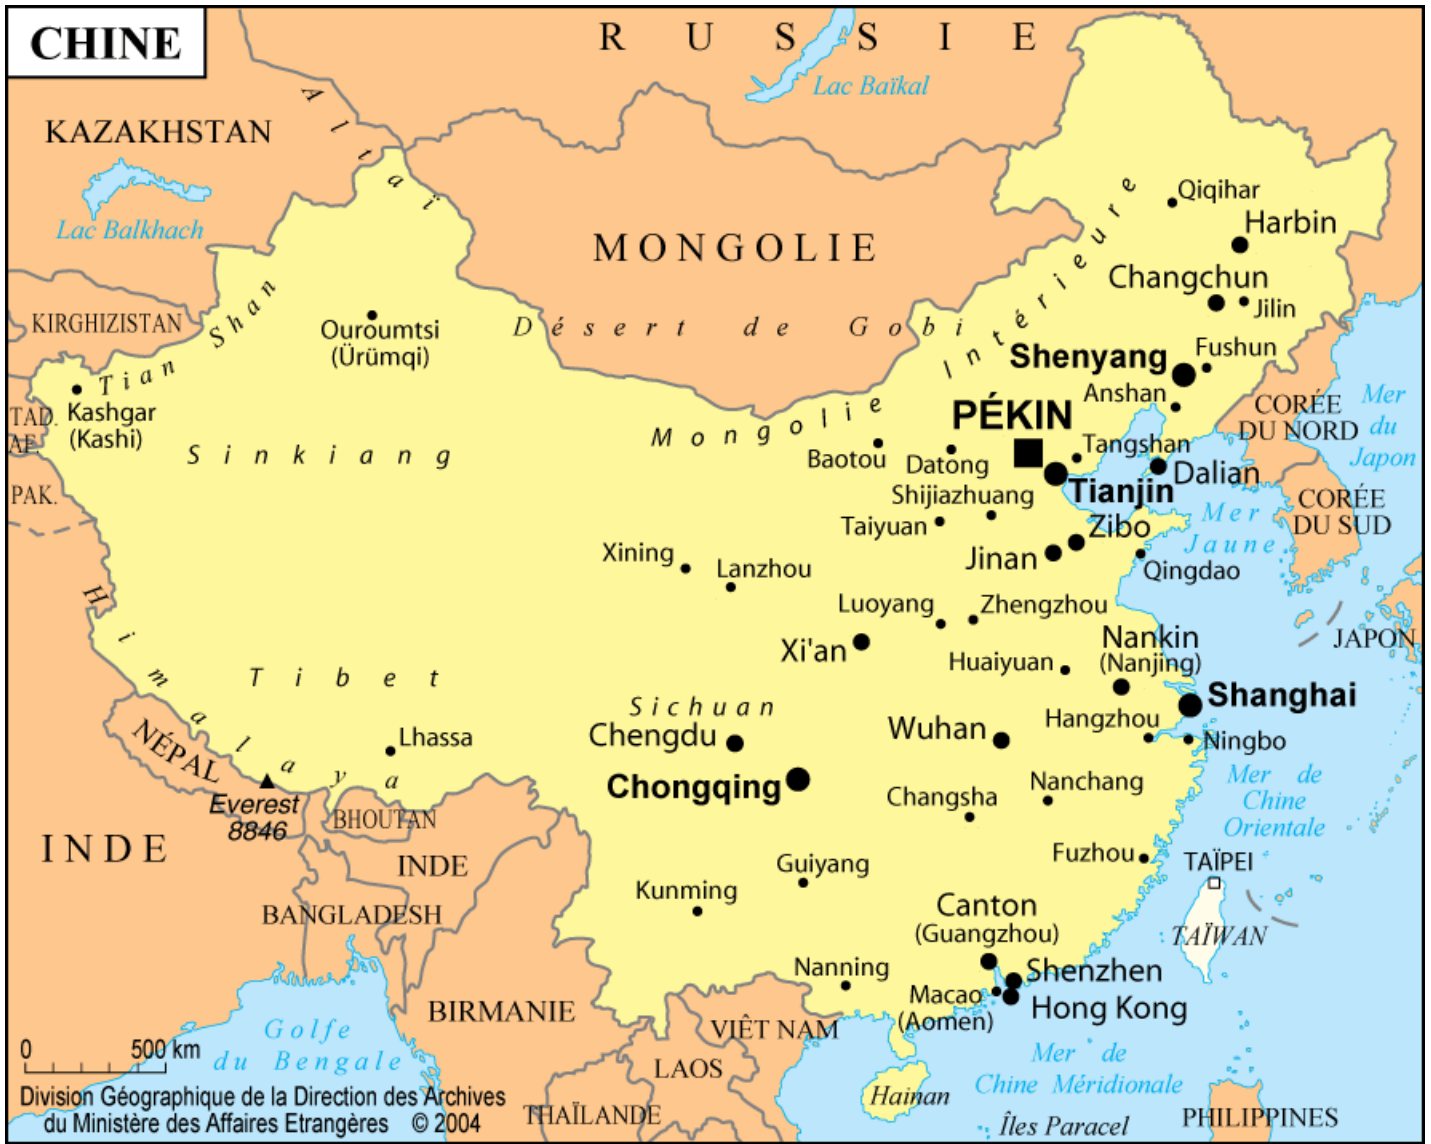 CHINE
RUSSIE
Lac Baïkal
Altaï
KAZAKHSTAN
Lac Balkhach
MONGOLIE
Qiqihar
Harbin
Changchun
Jilin
KIRGHIZISTAN
Tian Shan
Ouroumtsi
(Ürümqi)
Désert de Gobi
Mongolie Intérieure
Shenyang
Fushun
Anshan
Kashgar
(Kashi)
TAD.
AF.
PAK.
Sinkiang
PÉKIN
Baotou
Datong
Tangshan
Dalian
Tianjin
CORÉE
DU NORD
Mer
du
Japon
CORÉE
DU SUD
Shijiazhuang
Taiyuan
Zibo
Jinan
Mer
Jaune
Qingdao
Xining
Lanzhou
Luoyang
Zhengzhou
JAPON
Xi'an
Huaiyuan
Nankin
(Nanjing)
Himalaya
Tibet
Sichuan
Chengdu
Chongqing
Wuhan
Shanghai
Hangzhou
Ningbo
Lhassa
NÉPAL
Everest
8846
BHOUTAN
Changsha
Nanchang
Mer de
Chine
Orientale
INDE
INDE
BANGLADESH
Guiyang
Kunming
Fuzhou
TAÏPEI
TAÏWAN
Canton
(Guangzhou)
Nanning
Shenzhen
Macao
(Aomen)
Hong Kong
BIRMANIE
VIÊT NAM
LAOS
THAÏLANDE
Golfe
du Bengale
Hainan
Mer de
Chine Méridionale
Îles Paracel
PHILIPPINES
0 500 km
Division Géographique de la Direction des Archives
du Ministère des Affaires Etrangères © 2004